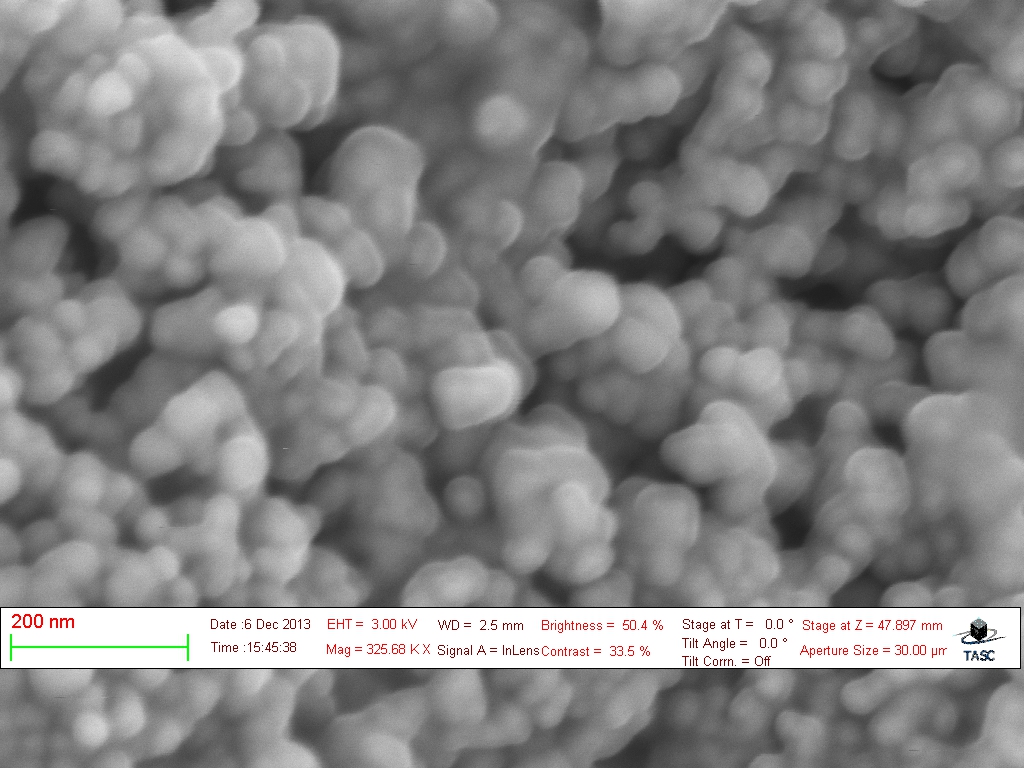 200 nm
Date :6 Dec 2013 EHT = 3.00 kV WD = 2.5 mm Brightness = 50.4 % Stage at T = 0.0 ° Stage at Z = 47.897 mm
Time :15:45:38 Mag = 325.68 K X Signal A = InLens Contrast = 33.5 % Tilt Angle = 0.0 ° Aperture Size = 30.00 µm
Tilt Corrn. = Off
TASC